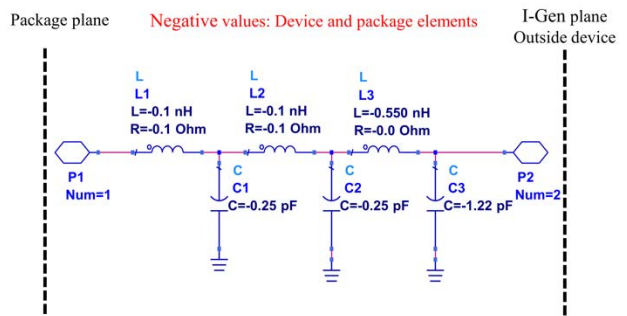 Package plane
Negative values: Device and package elements
I-Gen plane
Outside device
L
L1
L=-0.1 nH
R=-0.1 Ohm
L
L2
L=-0.1 nH
R=-0.1 Ohm
L
L3
L=-0.550 nH
R=-0.0 Ohm
P1
Num=1
C
C1
C=-0.25 pF
C
C2
C=-0.25 pF
C
C3
C=-1.22 pF
P2
Num=2